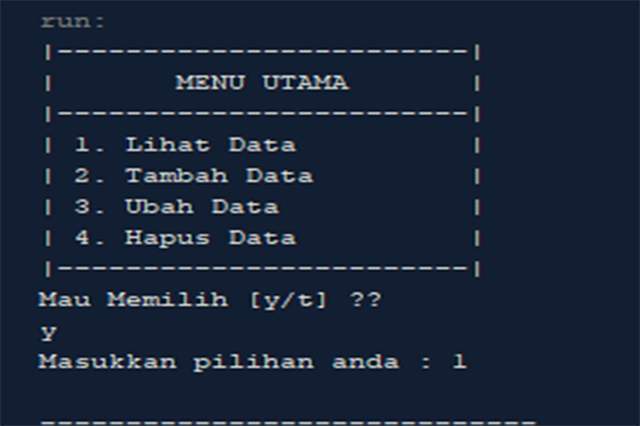 run:
|------------------------|
|       MENU UTAMA       |
|------------------------|
| 1. Lihat Data          |
| 2. Tambah Data         |
| 3. Ubah Data           |
| 4. Hapus Data          |
|------------------------|
Mau Memilih [y/t] ??
y
Masukkan pilihan anda : 1
-----------------------------